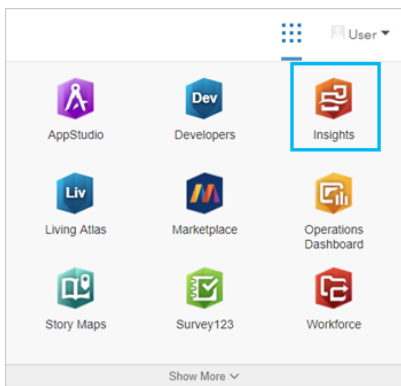 User
AppStudio
Dev
Developers
Insights
Liv
Living Atlas
Marketplace
Operations
Dashboard
Story Maps
Survey123
Workforce
Show More